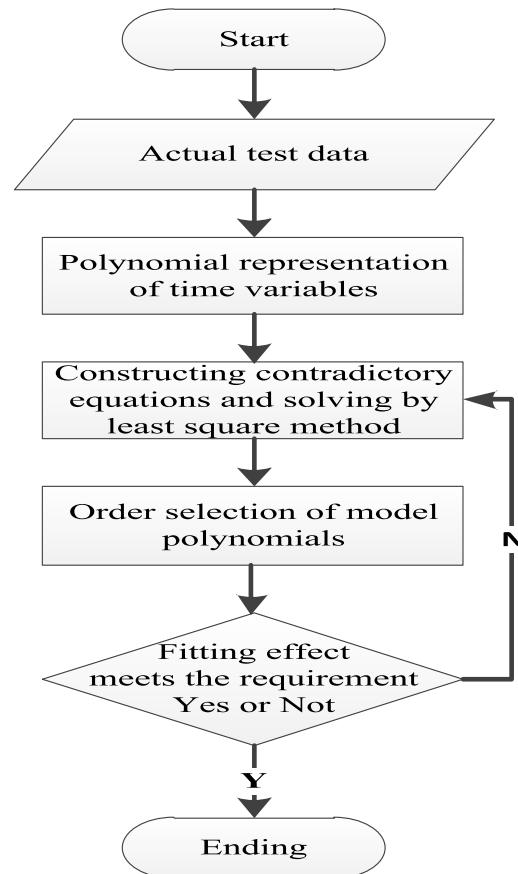 Start
Actual test data
Polynomial representation
of time variables
Constructing contradictory
equations and solving by
least square method
Order selection of model
polynomials
N
Fitting effect
meets the requirement
Yes or Not
Y
Ending